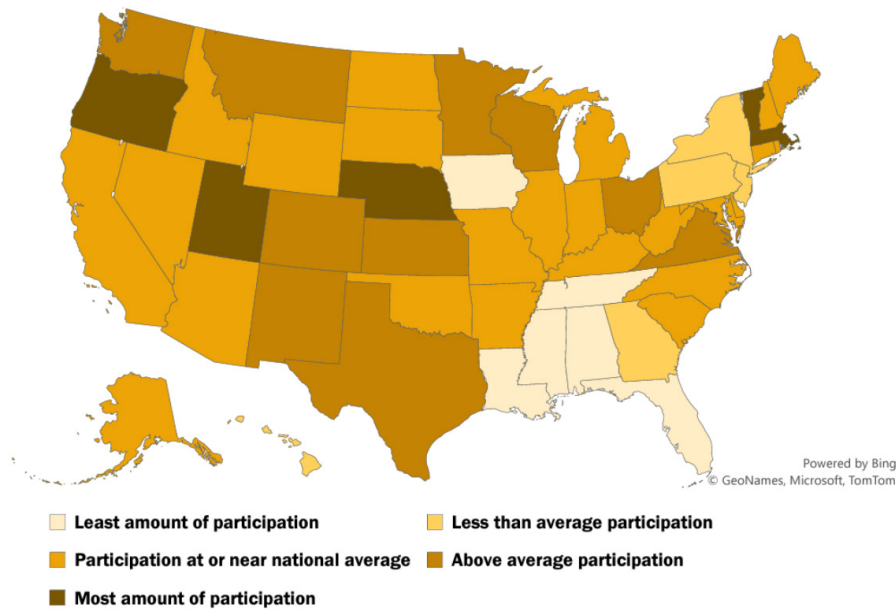 Powered by Bing
© GeoNames, Microsoft, TomTom
Least amount of participation
Less than average participation
Participation at or near national average
Above average participation
Most amount of participation